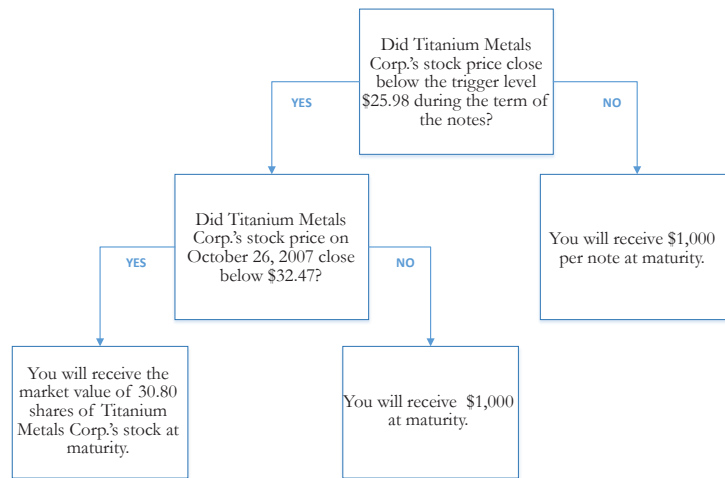 Did Titanium Metals
Corp.'s stock price close
below the trigger level
$25.98 during the term of
the notes?
YES
NO
Did Titanium Metals
Corp.'s stock price on
October 26, 2007 close
below $32.47?
You will receive $1,000
per note at maturity.
YES
NO
You will receive the
market value of 30.80
shares of Titanium
Metals Corp.'s stock at
maturity.
You will receive $1,000
at maturity.